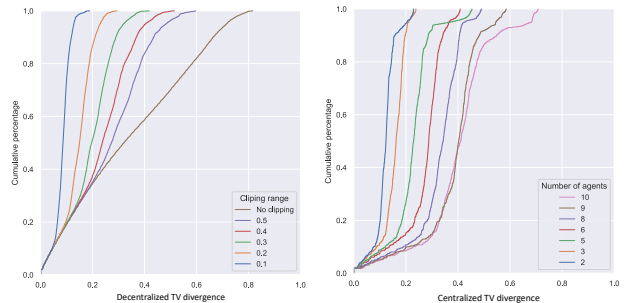 1.0
0.8
0.6
0.4
0.2
0.0
Cumulative percentage
0.0 0.2 0.4 0.6 0.8 1.0
Decentralized TV divergence
Cliping range
No clipping
0.5
0.4
0.3
0.2
0.1
1.0
0.8
0.6
0.4
0.2
0.0
Cumulative percentage
0.0 0.2 0.4 0.6 0.8 1.0
Centralized TV divergence
Number of agents
10
9
8
6
5
3
2